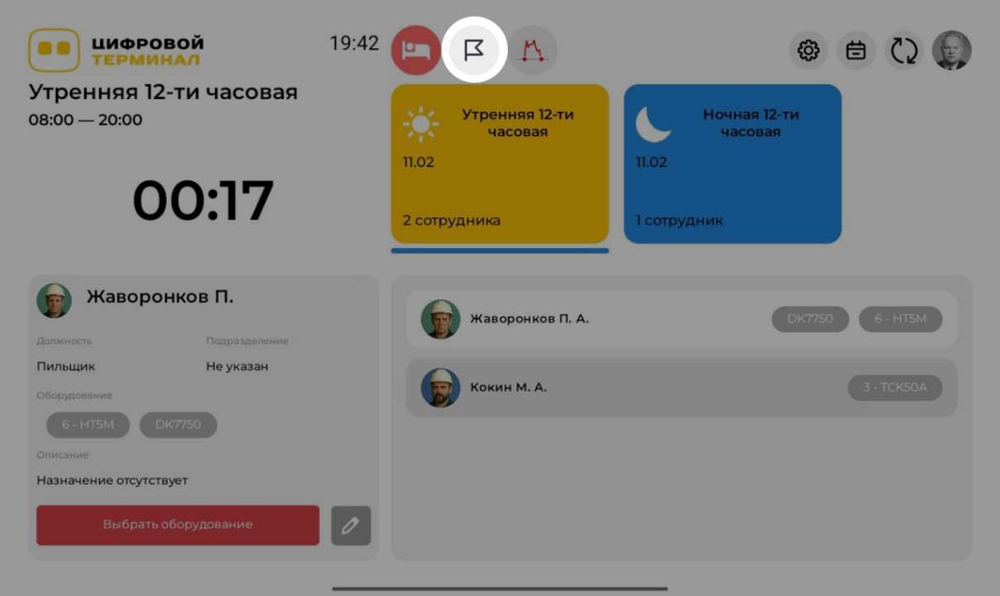 ЦИФРОВОЙ
ТЕРМИНАЛ
19:42
Утренняя 12-ти часовая
08:00 — 20:00
00:17
Утренняя 12-ти
часовая
11.02
2 сотрудника
Ночная 12-ти
часовая
11.02
1 сотрудник
Жаворонков П.
Должность
Подразделение
Пильщик
Не указан
Оборудование
6 - HT5M
DK7750
Описание
Назначение отсутствует
Выбрать оборудование
Жаворонков П. А.
DK7750
6 - HT5M
Кокин М. А.
3 - TCK50A